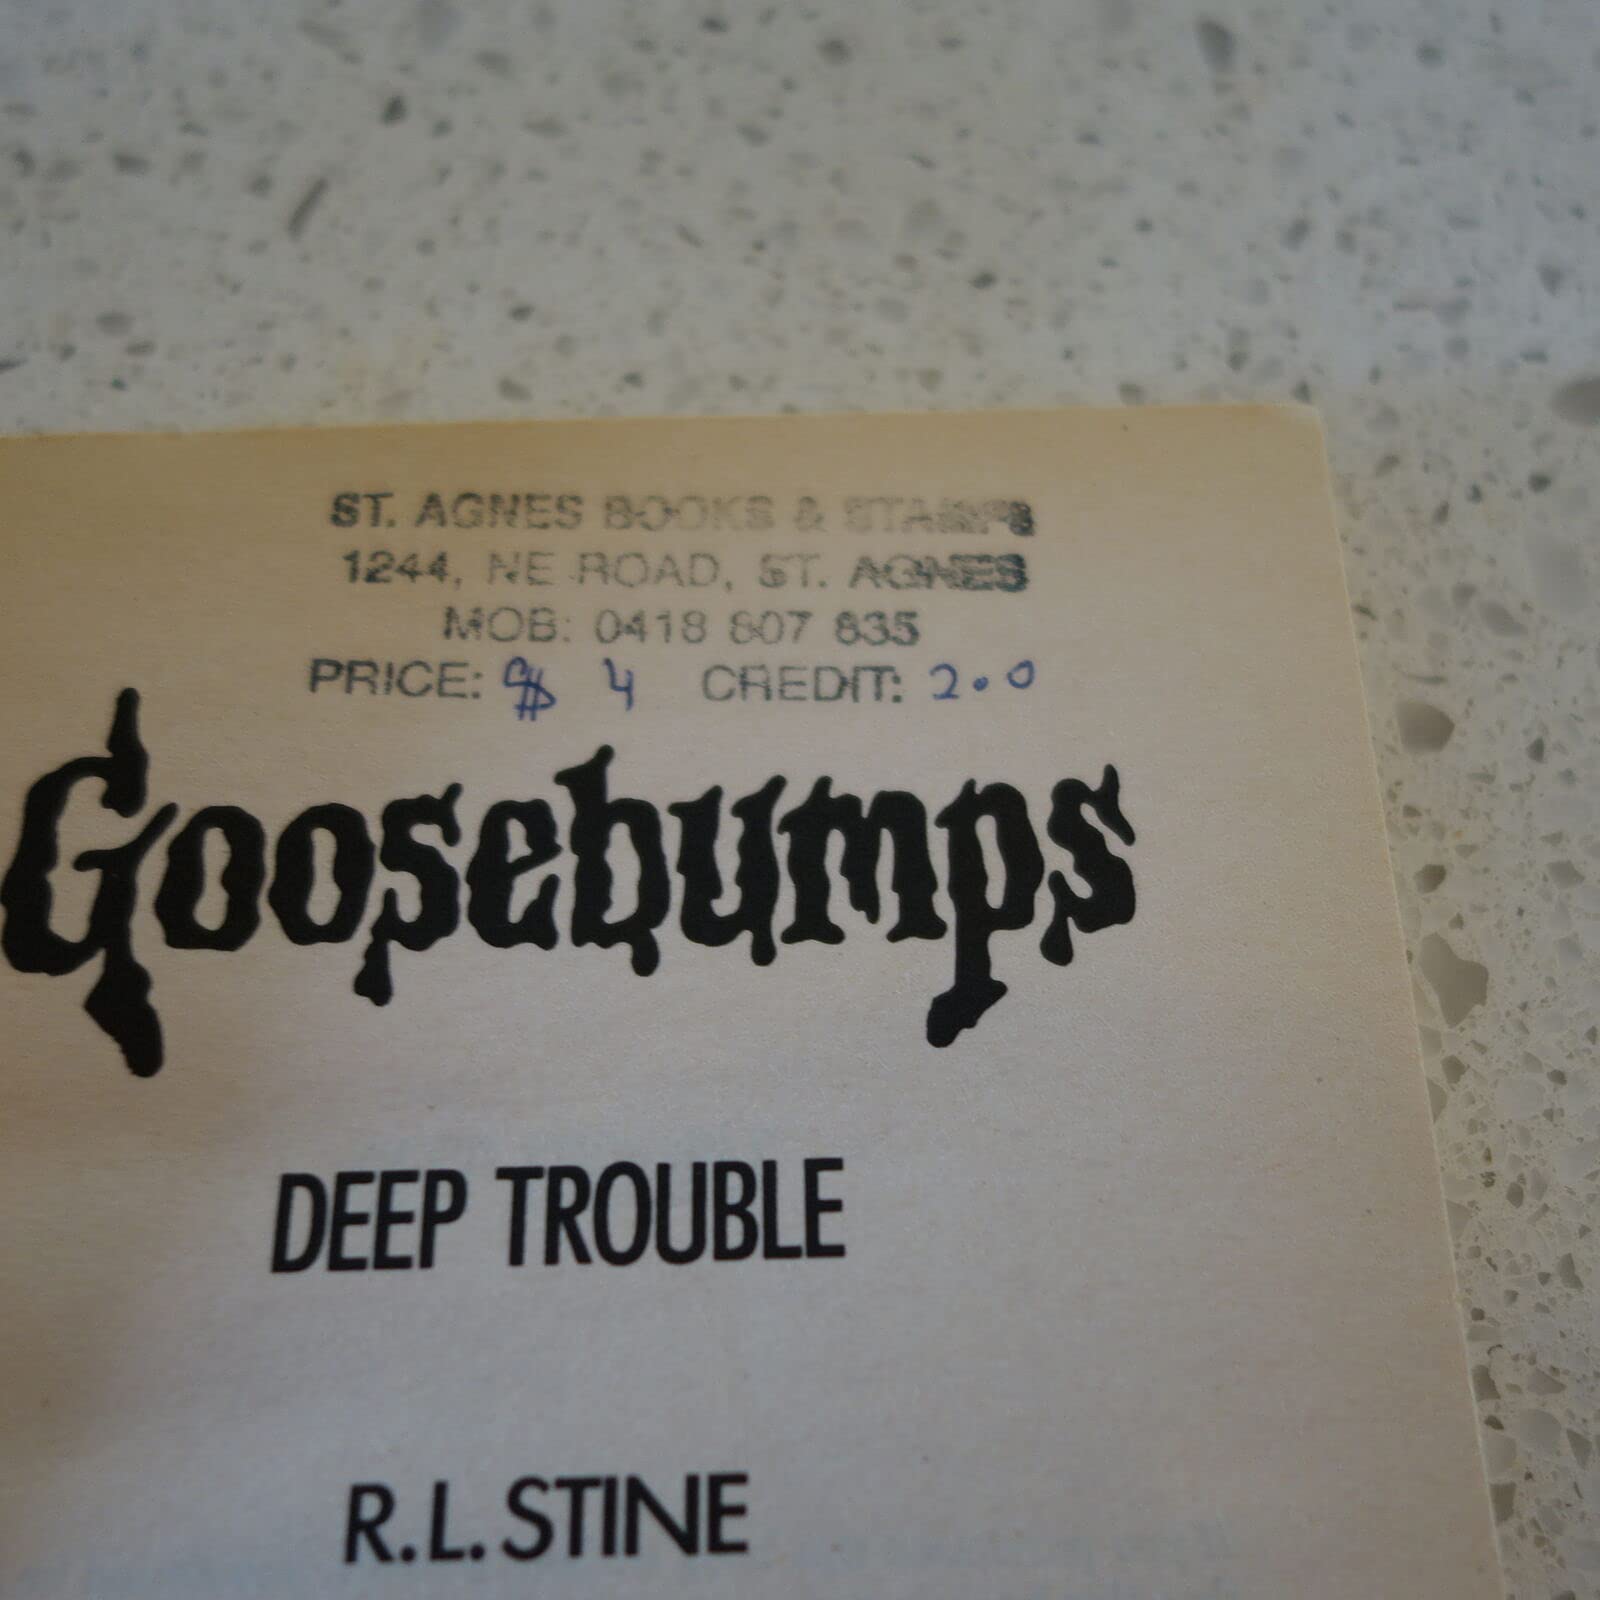 ST. AGNES BOOKS & STAMPS
1244, NE ROAD, ST. AGNES
MOB: 0418 807 835
PRICE: $ 4 CREDIT: 2.0
Goosebumps
DEEP TROUBLE
R.L. STINE